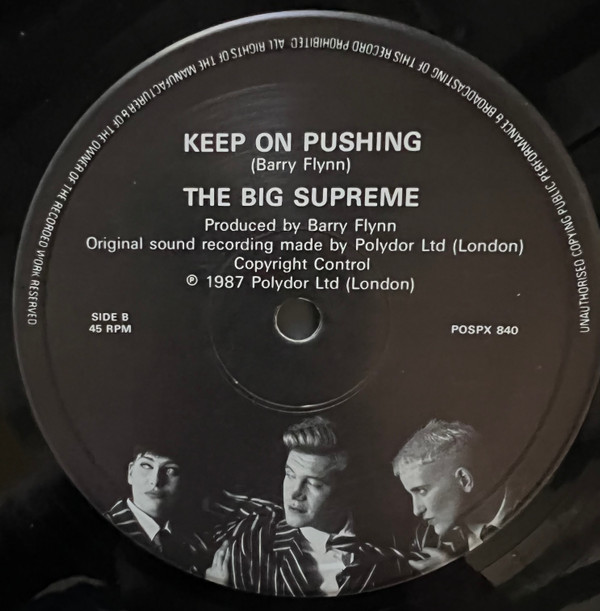 UNAUTHORISED COPYING PUBLIC PERFORMANCE & BROADCASTING OF THIS RECORD PROHIBITED. ALL RIGHTS OF THE MANUFACTURER & OF THE OWNER OF THE RECORDED WORK RESERVED
KEEP ON PUSHING
(Barry Flynn)
THE BIG SUPREME
Produced by Barry Flynn
Original sound recording made by Polydor Ltd (London)
Copyright Control
℗ 1987 Polydor Ltd (London)
SIDE B
45 RPM
POSPX 840